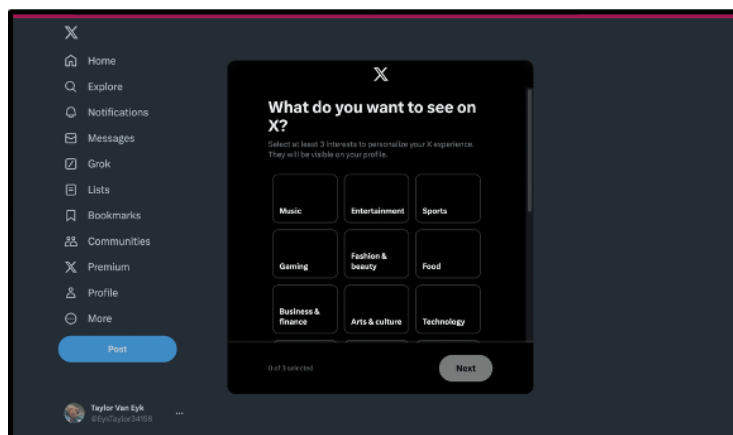 Home
Explore
Notifications
Messages
Grok
Lists
Bookmarks
Communities
Premium
Profile
More
Post
Taylor Van Eyk
@EykTaylor34158
...
What do you want to see on
X?
Select at least 3 interests to personalize your X experience.
They will be visible on your profile.
Music
Entertainment
Sports
Gaming
Fashion &
beauty
Food
Business &
finance
Arts & culture
Technology
0 of 3 selected
Next